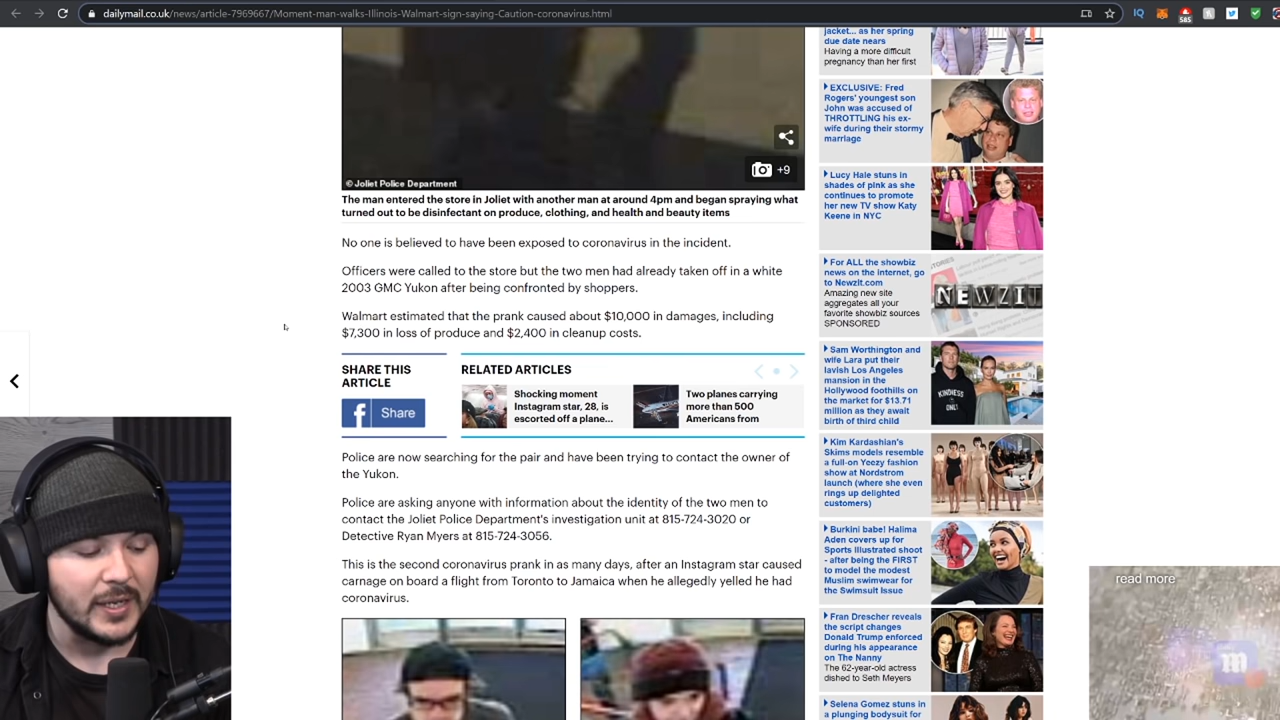 dailymail.co.uk/news/article-7969667/Moment-man-walks-Illinois-Walmart-sign-saying-Caution-coronavirus.html
IQ
585
+9
© Joliet Police Department
The man entered the store in Joliet with another man at around 4pm and began spraying what
turned out to be disinfectant on produce, clothing, and health and beauty items
No one is believed to have been exposed to coronavirus in the incident.
Officers were called to the store but the two men had already taken off in a white
2003 GMC Yukon after being confronted by shoppers.
Walmart estimated that the prank caused about $10,000 in damages, including
$7,300 in loss of produce and $2,400 in cleanup costs.
SHARE THIS
ARTICLE
f Share
RELATED ARTICLES
Shocking moment
Instagram star, 28, is
escorted off a plane...
Two planes carrying
more than 500
Americans from
Police are now searching for the pair and have been trying to contact the owner of
the Yukon.
Police are asking anyone with information about the identity of the two men to
contact the Joliet Police Department's investigation unit at 815-724-3020 or
Detective Ryan Myers at 815-724-3056.
This is the second coronavirus prank in as many days, after an Instagram star caused
carnage on board a flight from Toronto to Jamaica when he allegedly yelled he had
coronavirus.
jacket... as her spring
due date nears
Having a more difficult
pregnancy than her first
EXCLUSIVE: Fred
Rogers' youngest son
John was accused of
THROTTLING his ex-
wife during their stormy
marriage
Lucy Hale stuns in
shades of pink as she
continues to promote
her new TV show Katy
Keene in NYC
For ALL the showbiz
news on the internet, go
to Newzit.com
Amazing new site
aggregates all your
favorite showbiz sources
SPONSORED
NEWZIT
Sam Worthington and
wife Lara put their
lavish Los Angeles
mansion in the
Hollywood foothills on
the market for $13.71
million as they await
birth of third child
KINDNESS
ONLY
Kim Kardashian's
Skims models resemble
a full-on Yeezy fashion
show at Nordstrom
launch (where she even
rings up delighted
customers)
Burkini babe! Halima
Aden covers up for
Sports Illustrated shoot
- after being the FIRST
to model the modest
Muslim swimwear for
the Swimsuit Issue
Fran Drescher reveals
the script changes
Donald Trump enforced
during his appearance
on The Nanny
The 62-year-old actress
dished to Seth Meyers
Selena Gomez stuns in
a plunging bodysuit for
read more
m